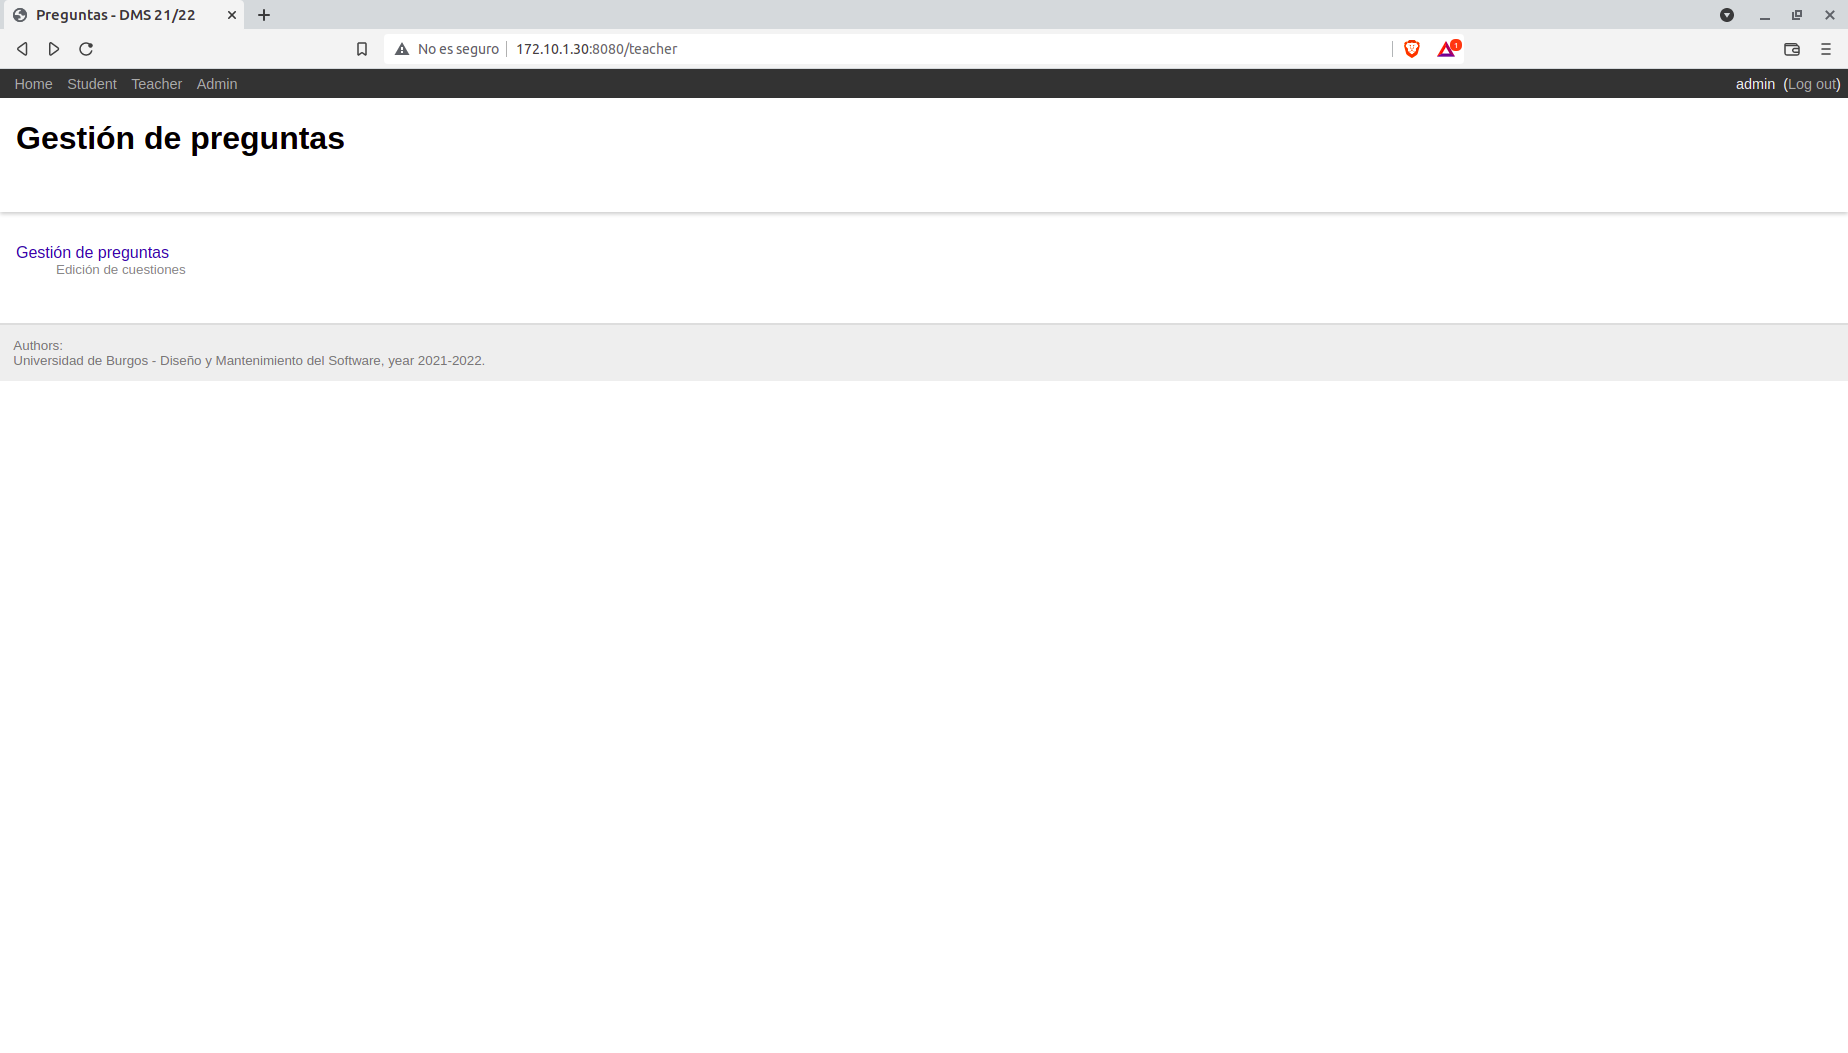 Preguntas - DMS 21/22
No es seguro 172.10.1.30:8080/teacher 1
Home Student Teacher Admin admin (Log out)
Gestión de preguntas
Gestión de preguntas
Edición de cuestiones
Authors:
Universidad de Burgos - Diseño y Mantenimiento del Software, year 2021-2022.